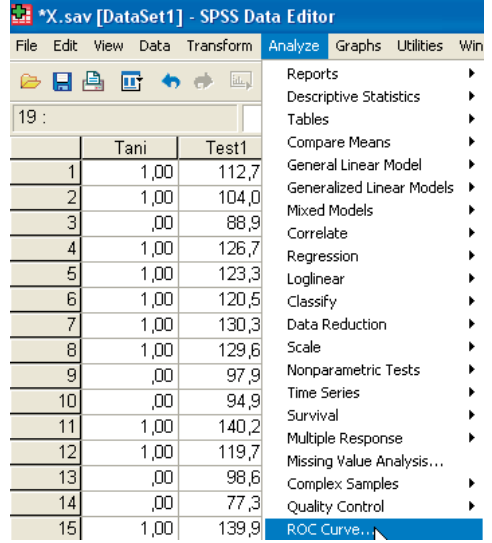 *X.sav [DataSet1] - SPSS Data Editor
File Edit View Data Transform Analyze Graphs Utilities Win
19 :
Tani Test1
1 1,00 112,7
2 1,00 104,0
3 ,00 88,9
4 1,00 126,7
5 1,00 123,3
6 1,00 120,5
7 1,00 130,3
8 1,00 129,6
9 ,00 97,9
10 ,00 94,9
11 1,00 140,2
12 1,00 119,7
13 ,00 98,6
14 ,00 77,3
15 1,00 139,9
Reports
Descriptive Statistics
Tables
Compare Means
General Linear Model
Generalized Linear Models
Mixed Models
Correlate
Regression
Loglinear
Classify
Data Reduction
Scale
Nonparametric Tests
Time Series
Survival
Multiple Response
Missing Value Analysis...
Complex Samples
Quality Control
ROC Curve...